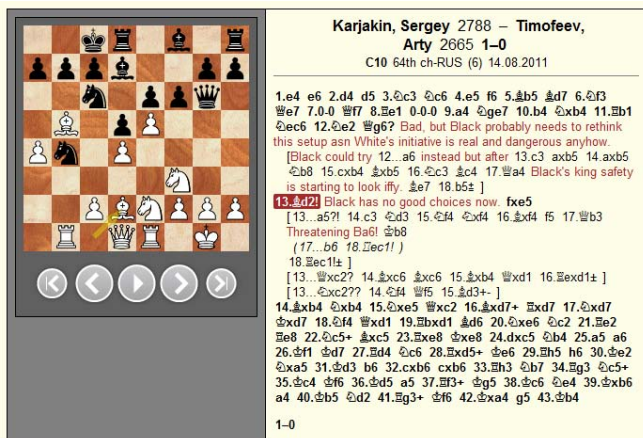 Karjakin, Sergey 2788 – Timofeev,
Arty 2665 1–0
C10 64th ch-RUS (6) 14.08.2011
1.e4 e6 2.d4 d5 3.♘c3 ♘c6 4.e5 f6 5.♗b5 ♗d7 6.♘f3
♕e7 7.0-0 ♕f7 8.♖e1 0-0-0 9.a4 ♘ge7 10.b4 ♘xb4 11.♖b1
♘ec6 12.♘e2 ♕g6? Bad, but Black probably needs to rethink
this setup asn White's initiative is real and dangerous anyhow.
[Black could try 12...a6 instead but after 13.c3 axb5 14.axb5
♘b8 15.cxb4 ♗xb5 16.♘c3 ♗c4 17.♕a4 Black's king safety
is starting to look iffy. ♗e7 18.b5± ]
13.♗d2! Black has no good choices now. fxe5
[ 13...a5?! 14.c3 ♘d3 15.♘f4 ♘xf4 16.♗xf4 f5 17.♕b3
Threatening Ba6! ♔b8
(17...b6 18.♖ec1! )
18.♖ec1!± ]
[ 13...♕xc2? 14.♗xc6 ♗xc6 15.♗xb4 ♕xd1 16.♖exd1± ]
[ 13...♘xc2?? 14.♘f4 ♕f5 15.♗d3+- ]
14.♗xb4 ♘xb4 15.♘xe5 ♕xc2 16.♗xd7+ ♖xd7 17.♘xd7
♔xd7 18.♘f4 ♕xd1 19.♖bxd1 ♗d6 20.♘xe6 ♘c2 21.♖e2
♖e8 22.♘c5+ ♗xc5 23.♖xe8 ♔xe8 24.dxc5 ♘b4 25.a5 a6
26.♔f1 ♔d7 27.♖d4 ♘c6 28.♖xd5+ ♔e6 29.♖h5 h6 30.♔e2
♘xa5 31.♔d3 b6 32.cxb6 cxb6 33.♖h3 ♘b7 34.♖g3 ♘c5+
35.♔c4 ♔f6 36.♔d5 a5 37.♖f3+ ♔g5 38.♔c6 ♘e4 39.♔xb6
a4 40.♔b5 ♘d2 41.♖g3+ ♔f6 42.♔xa4 g5 43.♔b4
1–0